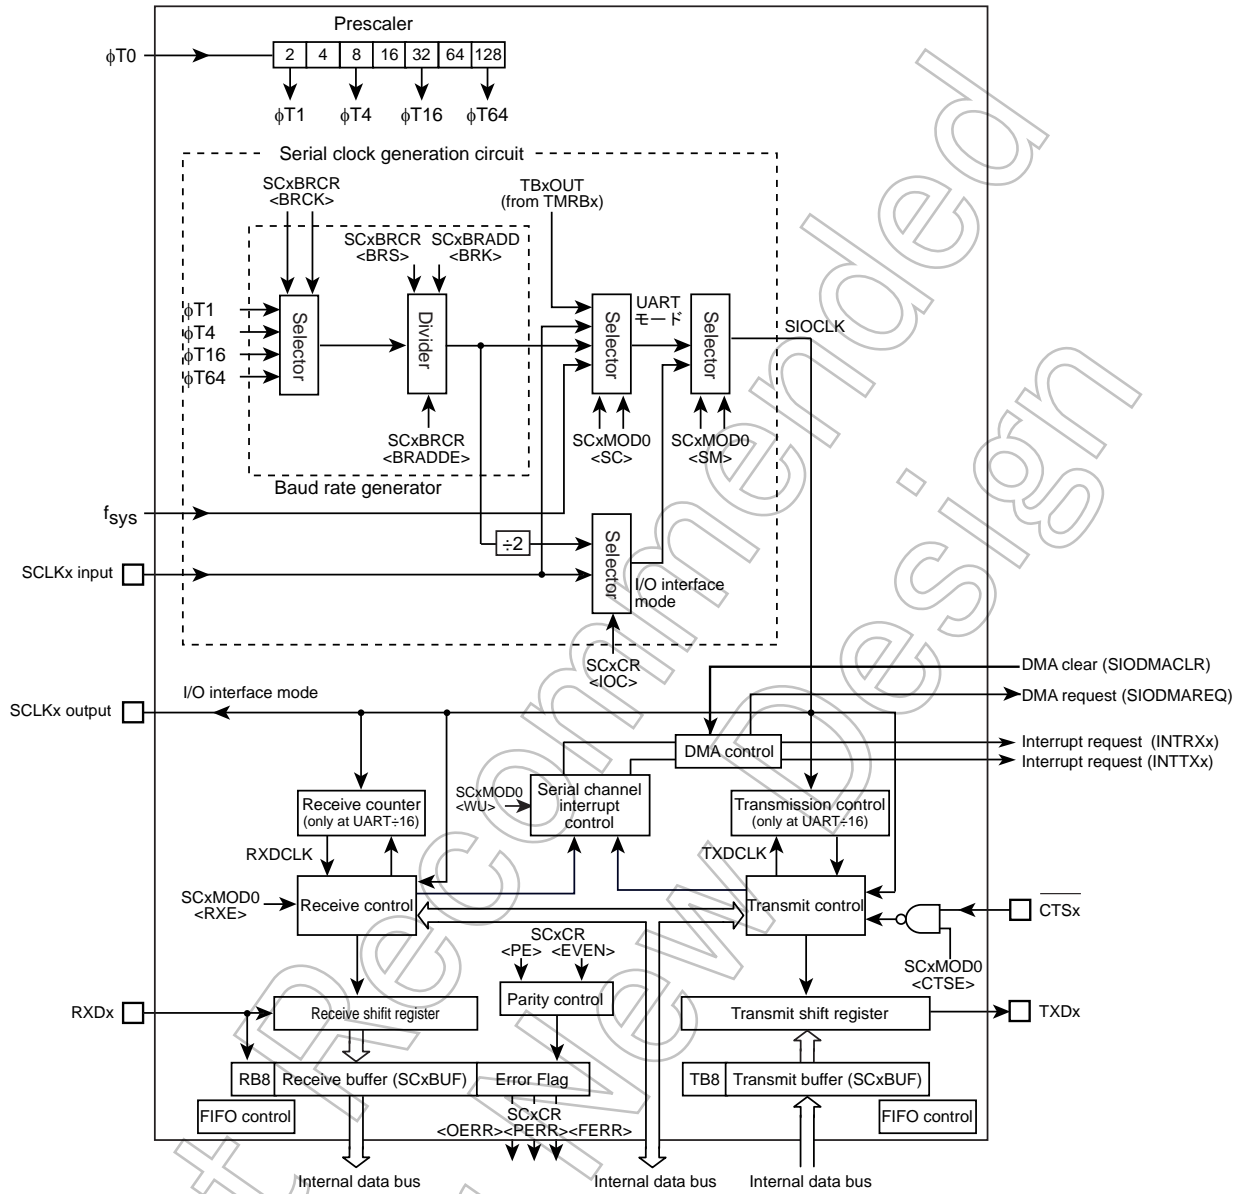 Prescaler
ϕT0
2 4 8 16 32 64 128
ϕT1 ϕT4 ϕT16 ϕT64
Serial clock generation circuit
SCxBRCR
<BRCK>
TBxOUT
(from TMRBx)
SCxBRCR
<BRS>
SCxBRADD
<BRK>
ϕT1
ϕT4
ϕT16
ϕT64
Selector
Divider
Selector
UART
モード
Selector
SIOCLK
SCxBRCR
<BRADDE>
SCxMOD0
<SC>
SCxMOD0
<SM>
Baud rate generator
fsys
÷2
Selector
SCLKx input
I/O interface
mode
SCxCR
<IOC>
DMA clear (SIODMACLR)
I/O interface mode
DMA request (SIODMAREQ)
SCLKx output
DMA control
Interrupt request (INTRXx)
Interrupt request (INTTXx)
SCxMOD0
<WU>
Serial channel
interrupt
control
Receive counter
(only at UART÷16)
Transmission control
(only at UART÷16)
RXDCLK
TXDCLK
SCxMOD0
<RXE>
Receive control
Transmit control
CTSx
SCxCR
<PE> <EVEN>
SCxMOD0
<CTSE>
Parity control
RXDx
Receive shifit register
Transmit shift register
TXDx
RB8 Receive buffer (SCxBUF) Error Flag
TB8 Transmit buffer (SCxBUF)
FIFO control
SCxCR
<OERR><PERR><FERR>
FIFO control
Internal data bus
Internal data bus
Internal data bus
Not Recommended
for New Design